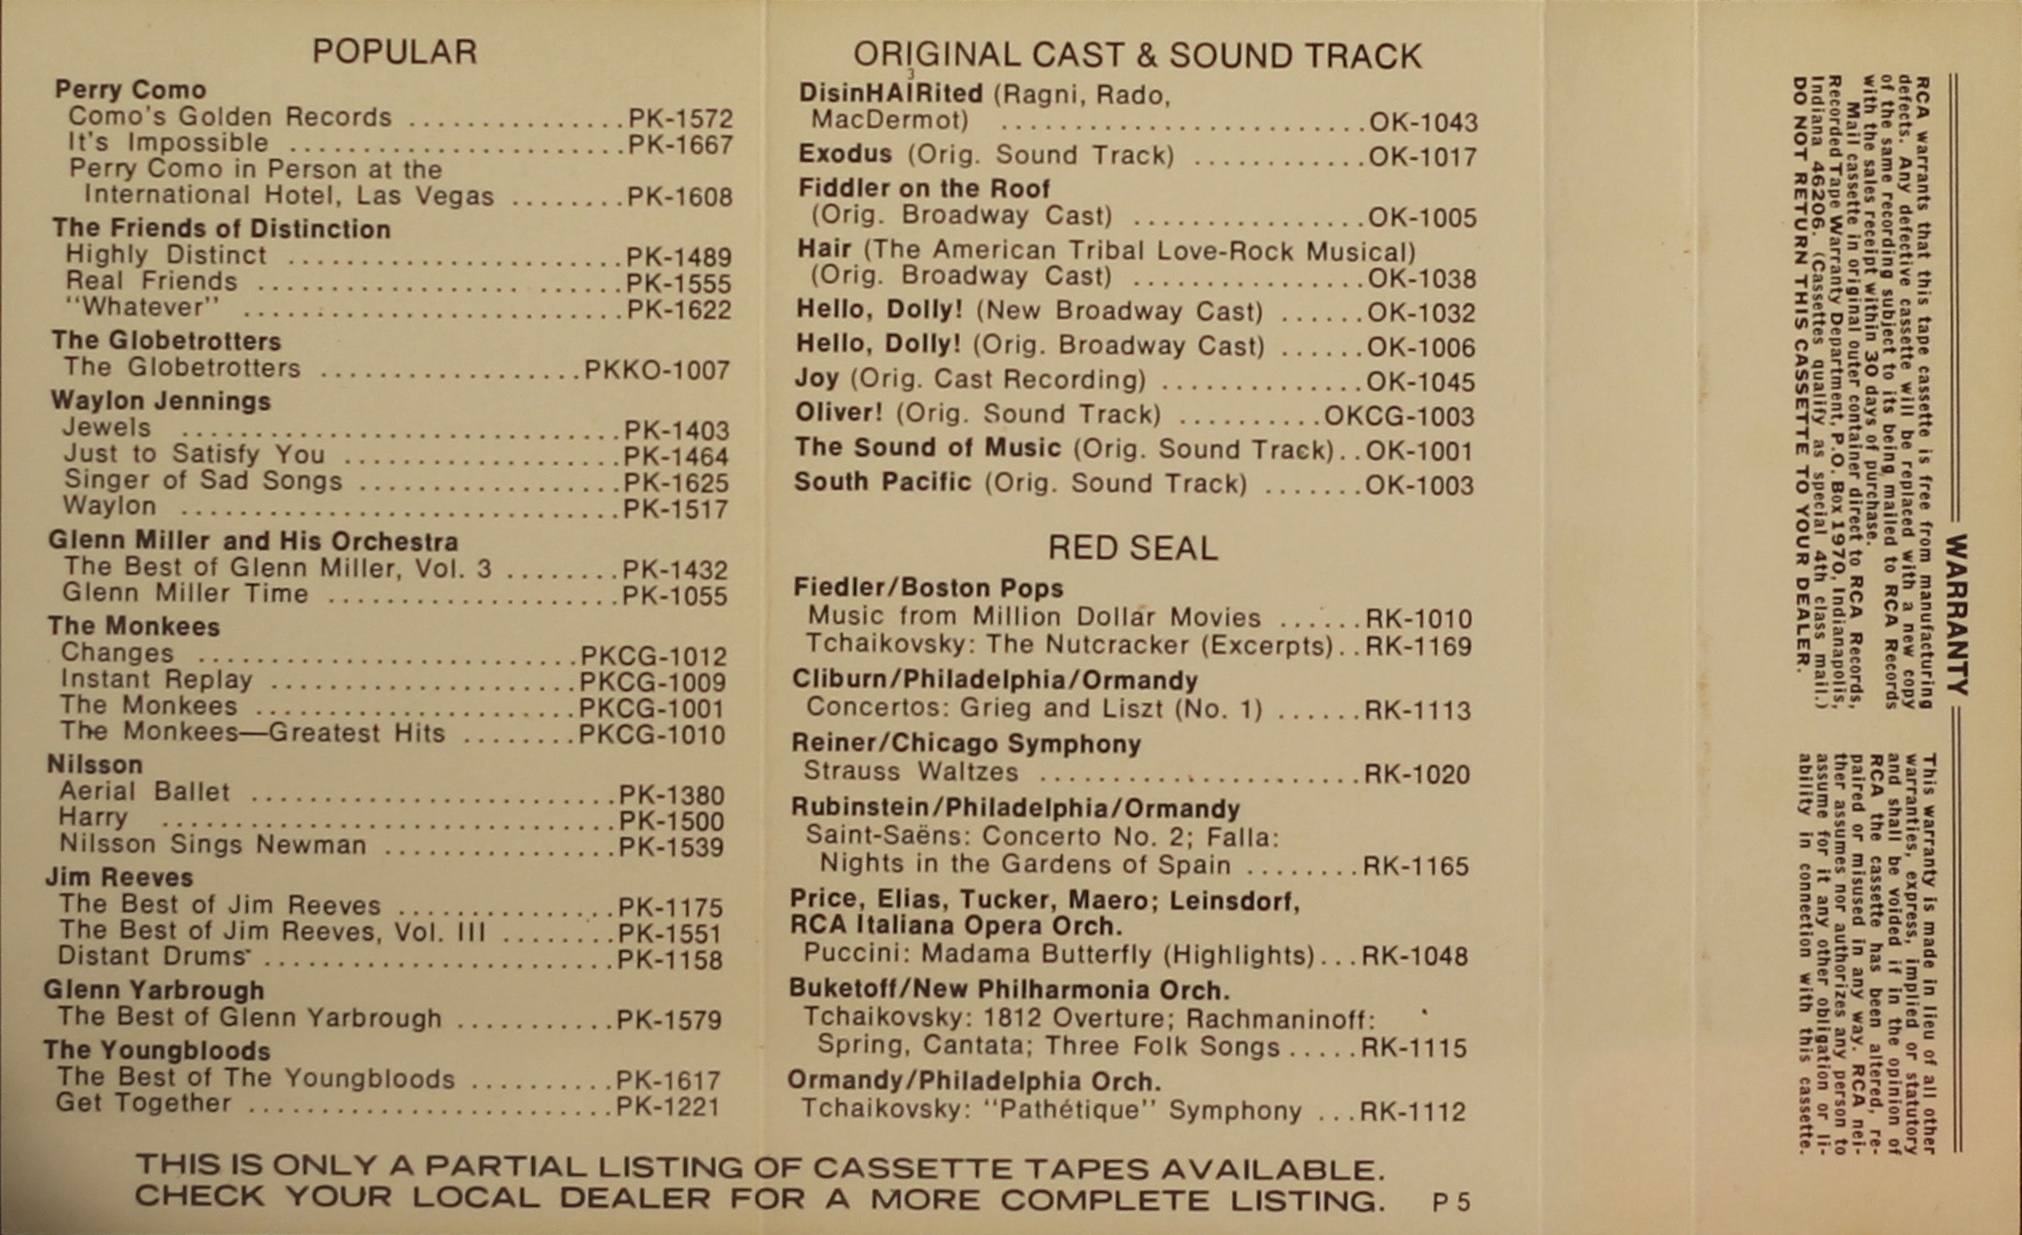 POPULAR
Perry Como
Como's Golden Records ................PK-1572
It's Impossible ........................PK-1667
Perry Como in Person at the
International Hotel, Las Vegas ........PK-1608
The Friends of Distinction
Highly Distinct ........................PK-1489
Real Friends ..........................PK-1555
"Whatever" ...........................PK-1622
The Globetrotters
The Globetrotters ...................PKKO-1007
Waylon Jennings
Jewels ................................PK-1403
Just to Satisfy You ....................PK-1464
Singer of Sad Songs ...................PK-1625
Waylon ................................PK-1517
Glenn Miller and His Orchestra
The Best of Glenn Miller, Vol. 3 ........PK-1432
Glenn Miller Time .....................PK-1055
The Monkees
Changes ...........................PKCG-1012
Instant Replay ......................PKCG-1009
The Monkees .......................PKCG-1001
The Monkees—Greatest Hits ........PKCG-1010
Nilsson
Aerial Ballet ..........................PK-1380
Harry ................................PK-1500
Nilsson Sings Newman .................PK-1539
Jim Reeves
The Best of Jim Reeves ................PK-1175
The Best of Jim Reeves, Vol. III ........PK-1551
Distant Drums .........................PK-1158
Glenn Yarbrough
The Best of Glenn Yarbrough ...........PK-1579
The Youngbloods
The Best of The Youngbloods ..........PK-1617
Get Together ..........................PK-1221
ORIGINAL CAST & SOUND TRACK
3
DisinHAIRited (Ragni, Rado,
MacDermot) ..........................OK-1043
Exodus (Orig. Sound Track) ............OK-1017
Fiddler on the Roof
(Orig. Broadway Cast) .................OK-1005
Hair (The American Tribal Love-Rock Musical)
(Orig. Broadway Cast) .................OK-1038
Hello, Dolly! (New Broadway Cast) ......OK-1032
Hello, Dolly! (Orig. Broadway Cast) ......OK-1006
Joy (Orig. Cast Recording) ..............OK-1045
Oliver! (Orig. Sound Track) ..........OKCG-1003
The Sound of Music (Orig. Sound Track)..OK-1001
South Pacific (Orig. Sound Track) .......OK-1003
RED SEAL
Fiedler/Boston Pops
Music from Million Dollar Movies ......RK-1010
Tchaikovsky: The Nutcracker (Excerpts)..RK-1169
Cliburn/Philadelphia/Ormandy
Concertos: Grieg and Liszt (No. 1) ......RK-1113
Reiner/Chicago Symphony
Strauss Waltzes .......................RK-1020
Rubinstein/Philadelphia/Ormandy
Saint-Saëns: Concerto No. 2; Falla:
Nights in the Gardens of Spain ........RK-1165
Price, Elias, Tucker, Maero; Leinsdorf,
RCA Italiana Opera Orch.
Puccini: Madama Butterfly (Highlights)...RK-1048
Buketoff/New Philharmonia Orch.
Tchaikovsky: 1812 Overture; Rachmaninoff:
Spring, Cantata; Three Folk Songs .....RK-1115
Ormandy/Philadelphia Orch.
Tchaikovsky: "Pathétique" Symphony ...RK-1112
THIS IS ONLY A PARTIAL LISTING OF CASSETTE TAPES AVAILABLE.
CHECK YOUR LOCAL DEALER FOR A MORE COMPLETE LISTING. P 5
WARRANTY
RCA warrants that this tape cassette is free from manufacturing
defects. Any defective cassette will be replaced with a new copy
of the same recording subject to its being mailed to RCA Records
with the sales receipt within 30 days of purchase.
Mail cassette in original outer container direct to RCA Records,
Recorded Tape Warranty Department, P.O. Box 1970, Indianapolis,
Indiana 46206. (Cassettes qualify as special 4th class mail.)
DO NOT RETURN THIS CASSETTE TO YOUR DEALER.
This warranty is made in lieu of all other
warranties, express, implied or statutory
and shall be voided if in the opinion of
RCA the cassette has been altered, re-
paired or misused in any way. RCA nei-
ther assumes nor authorizes any person to
assume for it any other obligation or li-
ability in connection with this cassette.